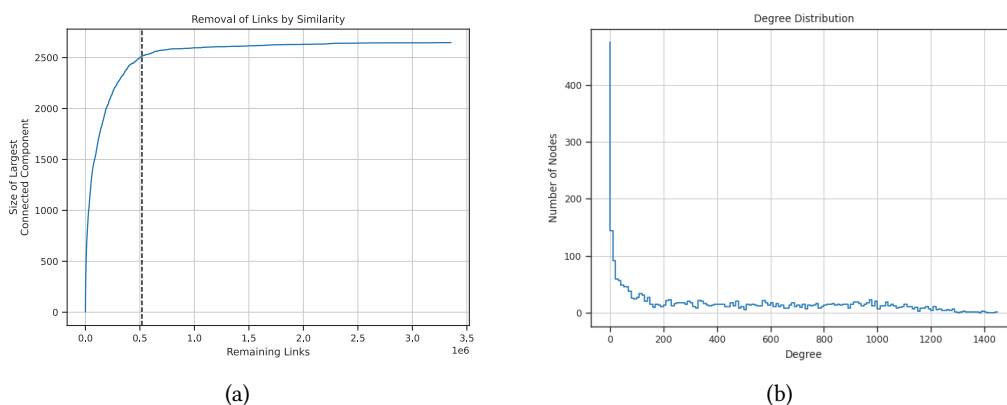 Removal of Links by Similarity
Size of Largest
Connected Component
2500
2000
1500
1000
500
0
0.0 0.5 1.0 1.5 2.0 2.5 3.0 3.5
1e6
Remaining Links
(a)
Degree Distribution
Number of Nodes
400
300
200
100
0
0 200 400 600 800 1000 1200 1400
Degree
(b)